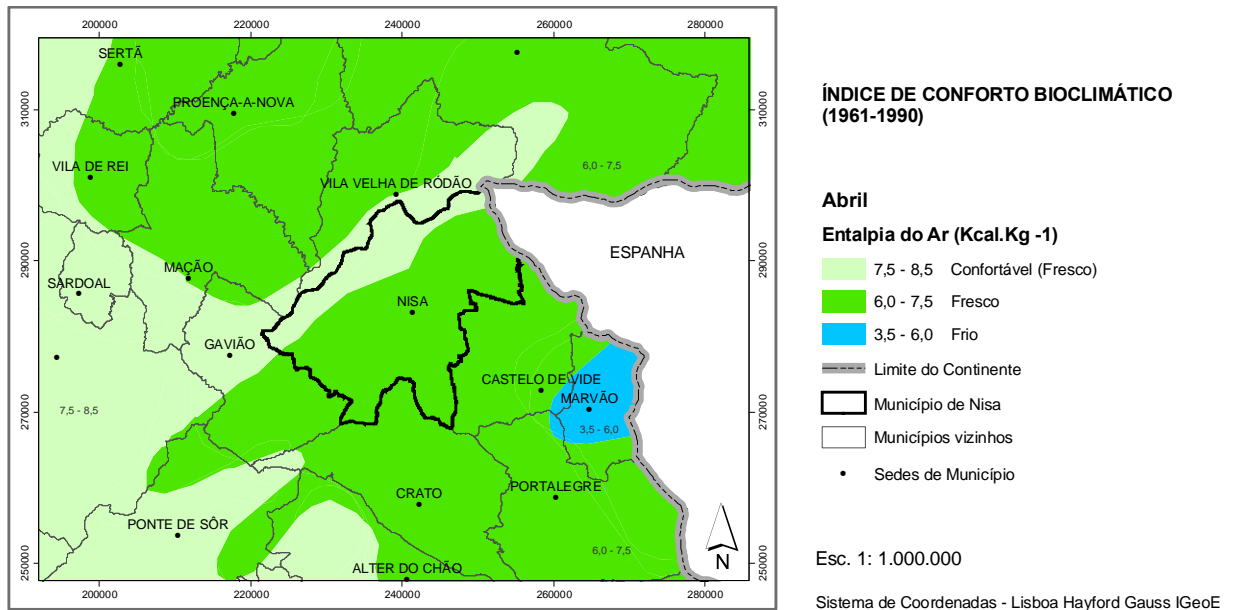 200000 220000 240000 260000 280000
310000 310000
290000 290000
270000 270000
250000 250000
SERTÃ
PROENÇA-A-NOVA
VILA DE REI
6,0 - 7,5
VILA VELHA DE RÓDÃO
ESPANHA
MAÇÃO
SARDOAL
NISA
GAVIÃO
CASTELO DE VIDE
MARVÃO
7,5 - 8,5
3,5 - 6,0
CRATO
PORTALEGRE
PONTE DE SÔR
6,0 - 7,5
N
ALTER DO CHÃO
200000 220000 240000 260000 280000
ÍNDICE DE CONFORTO BIOCLIMÁTICO
(1961-1990)
Abril
Entalpia do Ar (Kcal.Kg -1)
7,5 - 8,5 Confortável (Fresco)
6,0 - 7,5 Fresco
3,5 - 6,0 Frio
Limite do Continente
Município de Nisa
Municípios vizinhos
Sedes de Município
Esc. 1: 1.000.000
Sistema de Coordenadas - Lisboa Hayford Gauss IGeoE